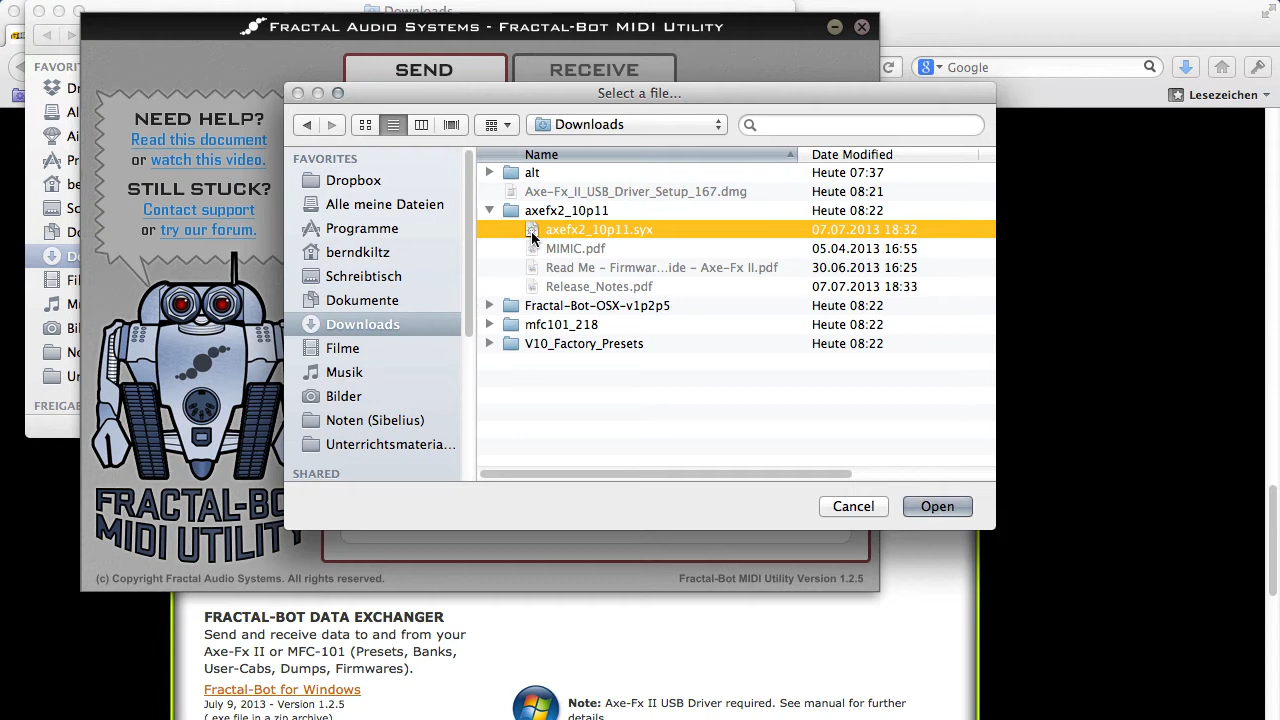 Downloads
FRACTAL AUDIO SYSTEMS - FRACTAL-BOT MIDI UTILITY
SEND
RECEIVE
Google
Lesezeichen
FAVORI
NEED HELP?
Read this document
or watch this video.
STILL STUCK?
Contact support
or try our forum.
FREIGAB
FRACTAL-BO
MIDI UTILITY
Select a file...
Downloads
FAVORITES
Dropbox
Alle meine Dateien
Programme
berndkiltz
Schreibtisch
Dokumente
Downloads
Filme
Musik
Bilder
Noten (Sibelius)
Unterrichtsmateria...
SHARED
Name
Date Modified
alt
Heute 07:37
Axe-Fx_II_USB_Driver_Setup_167.dmg
Heute 08:21
axefx2_10p11
Heute 08:22
axefx2_10p11.syx
07.07.2013 18:32
MIMIC.pdf
05.04.2013 16:55
Read Me – Firmwar...ide – Axe-Fx II.pdf
30.06.2013 16:25
Release_Notes.pdf
07.07.2013 18:33
Fractal-Bot-OSX-v1p2p5
Heute 08:22
mfc101_218
Heute 08:22
V10_Factory_Presets
Heute 08:22
Cancel
Open
(c) Copyright Fractal Audio Systems. All rights reserved.
Fractal-Bot MIDI Utility Version 1.2.5
FRACTAL-BOT DATA EXCHANGER
Send and receive data to and from your
Axe-Fx II or MFC-101 (Presets, Banks,
User-Cabs, Dumps, Firmwares).
Fractal-Bot for Windows
July 9, 2013 - Version 1.2.5
(.exe file in a zip archive)
Note: Axe-Fx II USB Driver required. See manual for further
details.